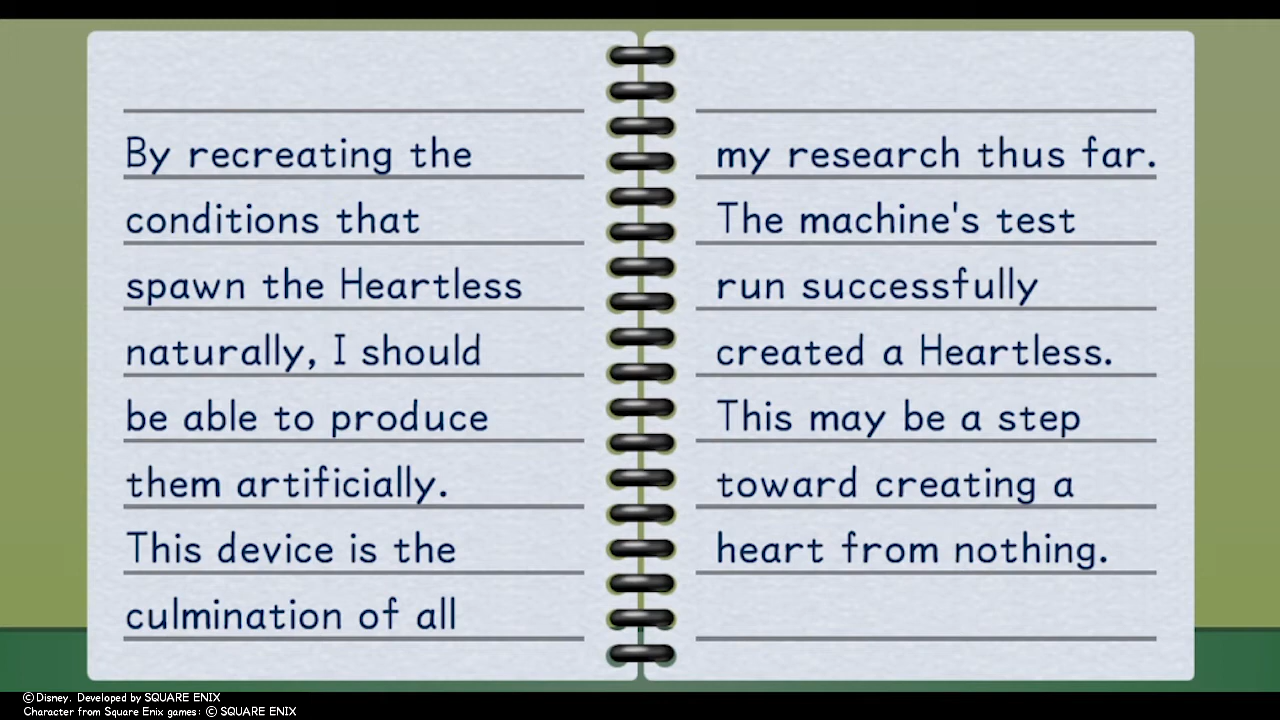 By recreating the
conditions that
spawn the Heartless
naturally, I should
be able to produce
them artificially.
This device is the
culmination of all
my research thus far.
The machine's test
run successfully
created a Heartless.
This may be a step
toward creating a
heart from nothing.
© Disney. Developed by SQUARE ENIX
Character from Square Enix games: © SQUARE ENIX